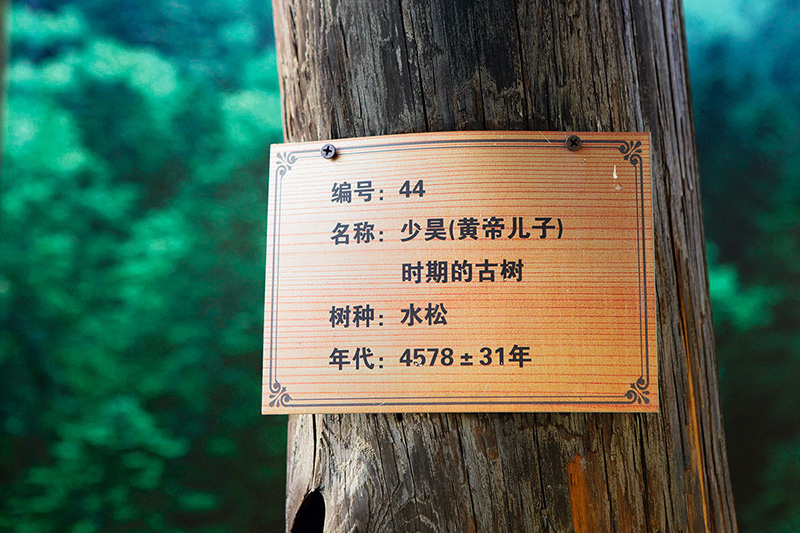 编号：44
名称：少昊(黄帝儿子)
时期的古树
树种：水松
年代：4578±31年